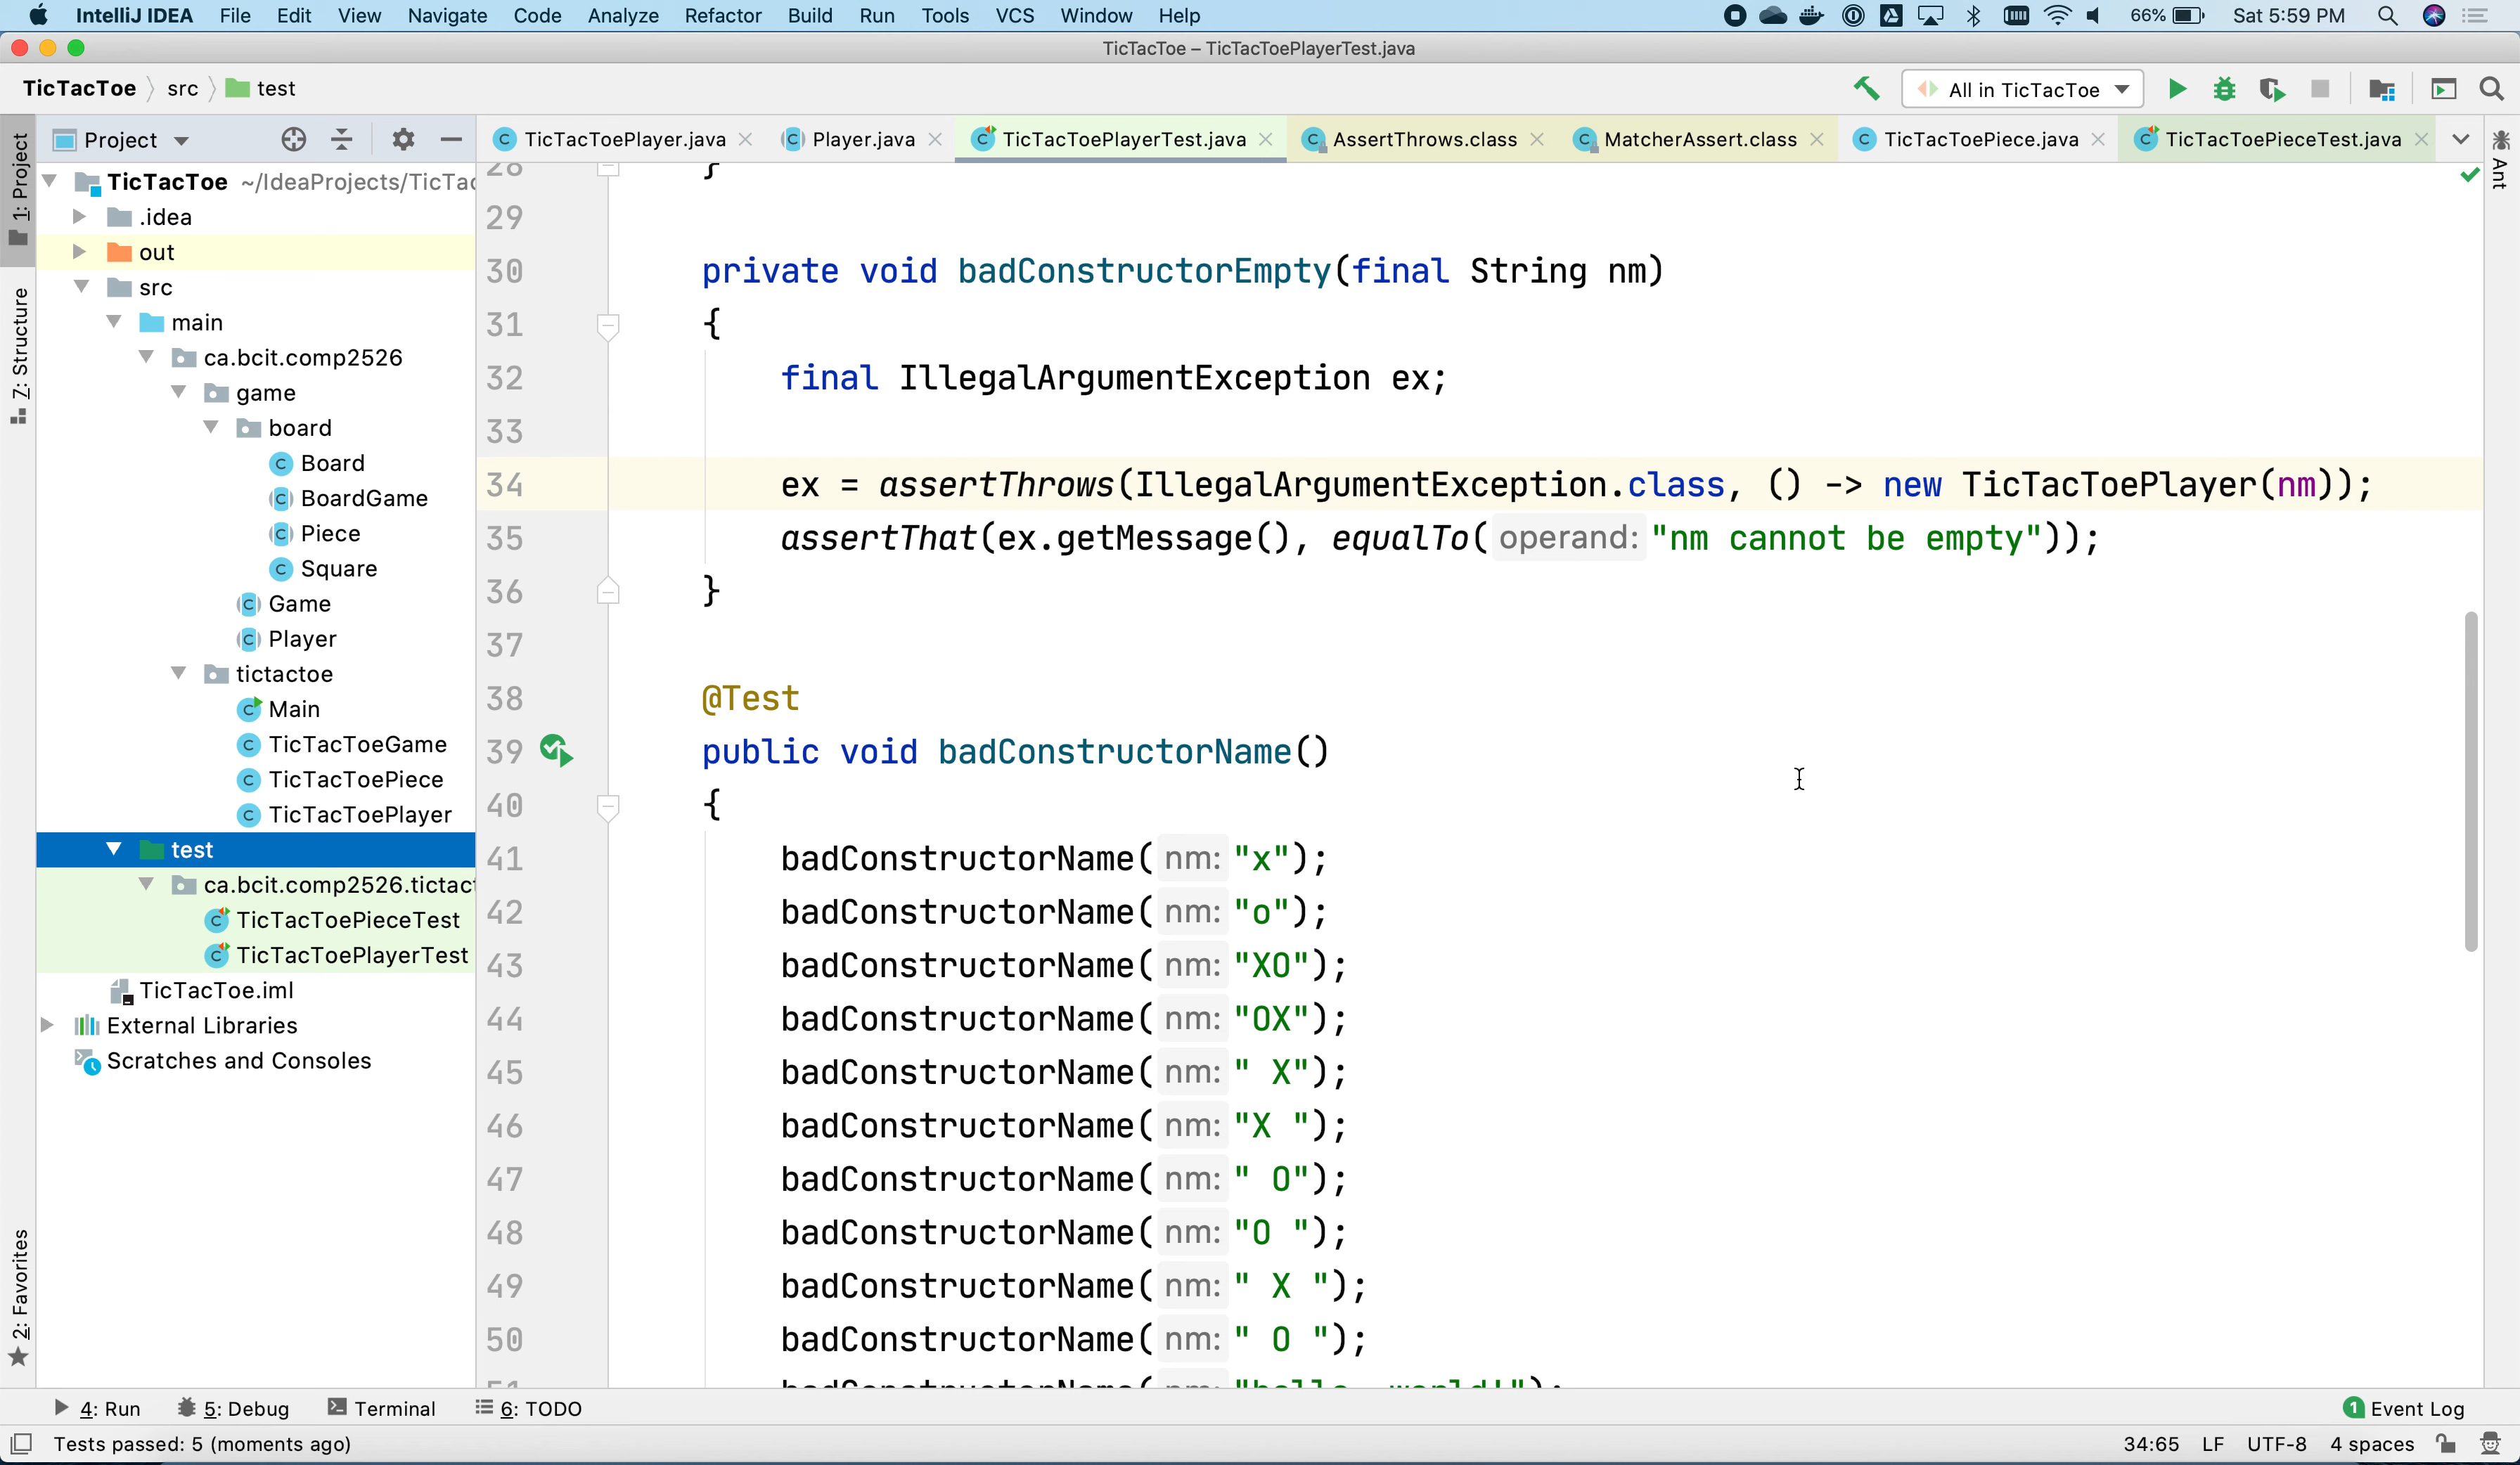 IntelliJ IDEA File Edit View Navigate Code Analyze Refactor Build Run Tools VCS Window Help 66% Sat 5:59 PM
TicTacToe – TicTacToePlayerTest.java
TicTacToe src test All in TicTacToe
Project TicTacToePlayer.java Player.java TicTacToePlayerTest.java AssertThrows.class MatcherAssert.class TicTacToePiece.java TicTacToePieceTest.java
1: Project
7: Structure
2: Favorites
Ant
TicTacToe ~/IdeaProjects/TicTac
.idea
out
src
main
ca.bcit.comp2526
game
board
Board
BoardGame
Piece
Square
Game
Player
tictactoe
Main
TicTacToeGame
TicTacToePiece
TicTacToePlayer
test
ca.bcit.comp2526.tictact
TicTacToePieceTest
TicTacToePlayerTest
TicTacToe.iml
External Libraries
Scratches and Consoles
28 }
29
30 private void badConstructorEmpty(final String nm)
31 {
32 final IllegalArgumentException ex;
33
34 ex = assertThrows(IllegalArgumentException.class, () -> new TicTacToePlayer(nm));
35 assertThat(ex.getMessage(), equalTo( operand: "nm cannot be empty"));
36 }
37
38 @Test
39 public void badConstructorName()
40 {
41 badConstructorName( nm: "x");
42 badConstructorName( nm: "o");
43 badConstructorName( nm: "XO");
44 badConstructorName( nm: "OX");
45 badConstructorName( nm: " X");
46 badConstructorName( nm: "X ");
47 badConstructorName( nm: " O");
48 badConstructorName( nm: "O ");
49 badConstructorName( nm: " X ");
50 badConstructorName( nm: " O ");
51 badConstructorName( nm: "hello, world!");
4: Run 5: Debug Terminal 6: TODO 1 Event Log
Tests passed: 5 (moments ago) 34:65 LF UTF-8 4 spaces